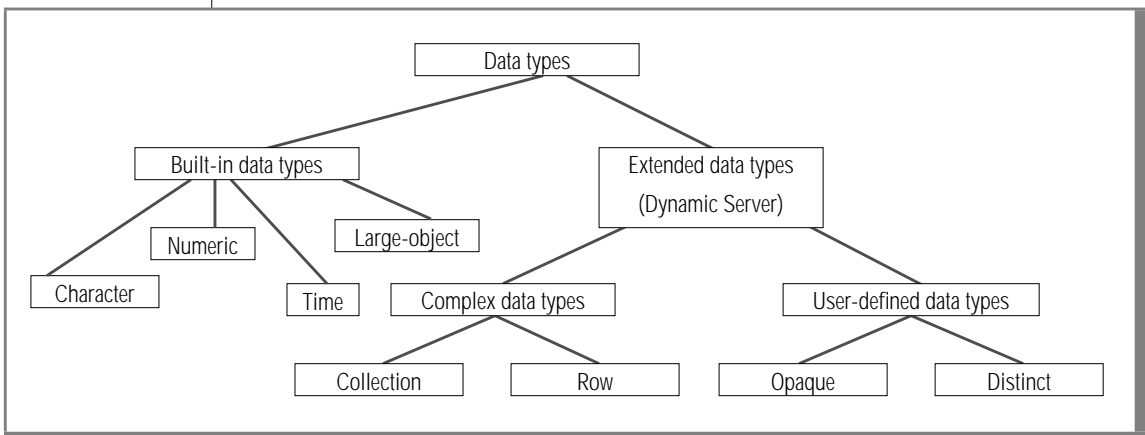 Data types
Built-in data types
Extended data types
(Dynamic Server)
Numeric
Large-object
Character
Time
Complex data types
User-defined data types
Collection
Row
Opaque
Distinct